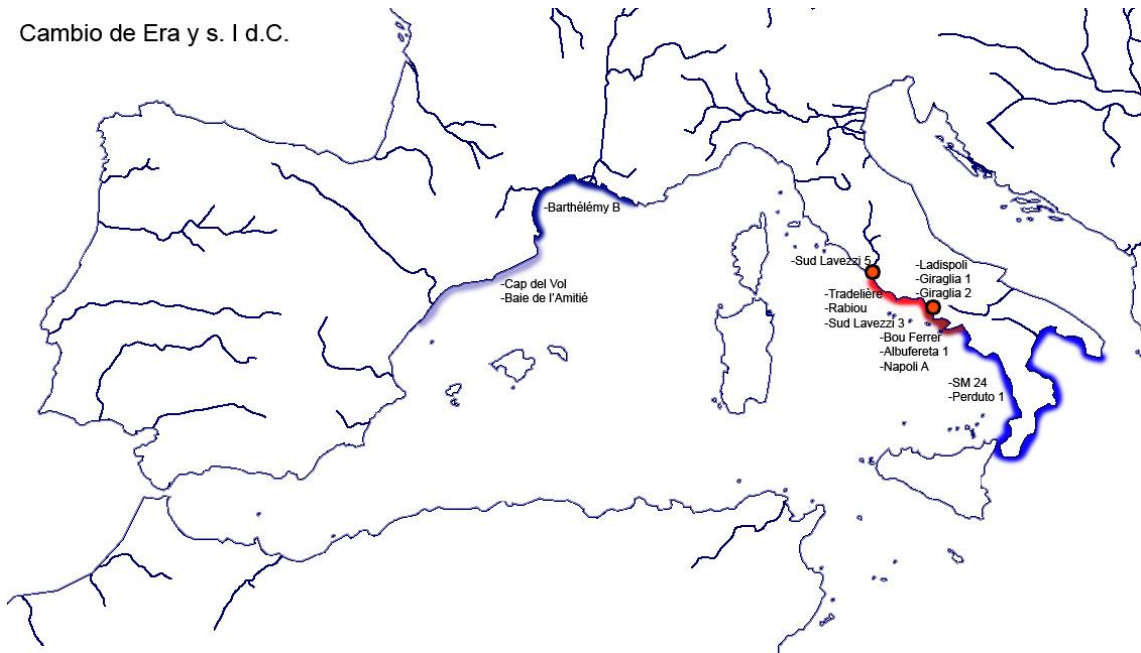 Cambio de Era y s. I d.C.
-Barthélémy B
-Cap del Vol
-Baie de l'Amitié
-Sud Lavezzi 5
-Ladispoli
-Giraglia 1
-Giraglia 2
-Tradelière
-Rabiou
-Sud Lavezzi 3
-Bou Ferrer
-Albufereta 1
-Napoli A
-SM 24
-Perduto 1